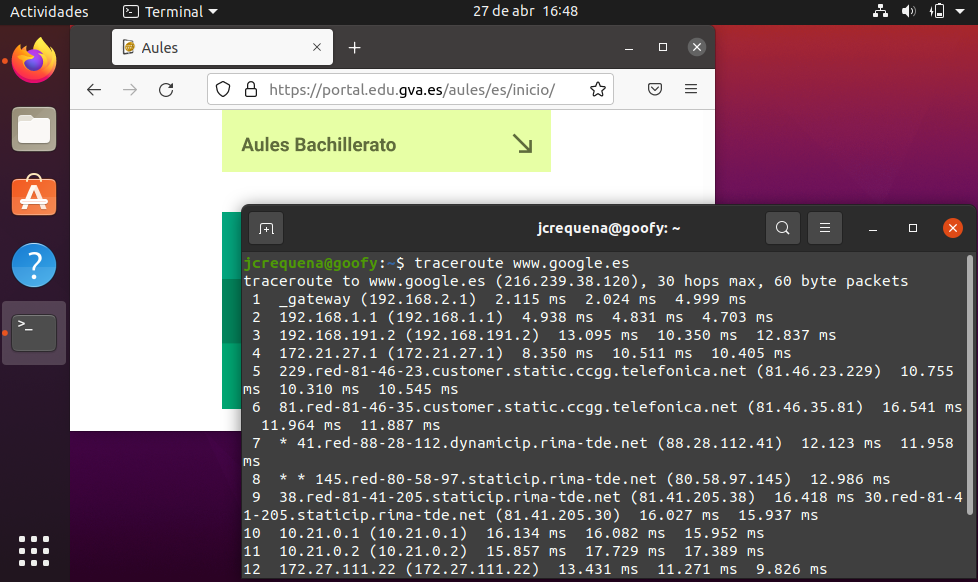 Actividades
Terminal
27 de abr 16:48
Aules
https://portal.edu.gva.es/aules/es/inicio/
Aules Bachillerato
jcrequena@goofy: ~
jcrequena@goofy:~$ traceroute www.google.es
traceroute to www.google.es (216.239.38.120), 30 hops max, 60 byte packets
1 _gateway (192.168.2.1) 2.115 ms 2.024 ms 4.999 ms
2 192.168.1.1 (192.168.1.1) 4.938 ms 4.831 ms 4.703 ms
3 192.168.191.2 (192.168.191.2) 13.095 ms 10.350 ms 12.837 ms
4 172.21.27.1 (172.21.27.1) 8.350 ms 10.511 ms 10.405 ms
5 229.red-81-46-23.customer.static.ccgg.telefonica.net (81.46.23.229) 10.755
ms 10.310 ms 10.545 ms
6 81.red-81-46-35.customer.static.ccgg.telefonica.net (81.46.35.81) 16.541 ms
11.964 ms 11.887 ms
7 * 41.red-88-28-112.dynamicip.rima-tde.net (88.28.112.41) 12.123 ms 11.958
ms
8 * * 145.red-80-58-97.staticip.rima-tde.net (80.58.97.145) 12.986 ms
9 38.red-81-41-205.staticip.rima-tde.net (81.41.205.38) 16.418 ms 30.red-81-4
1-205.staticip.rima-tde.net (81.41.205.30) 16.027 ms 15.937 ms
10 10.21.0.1 (10.21.0.1) 16.134 ms 16.082 ms 15.952 ms
11 10.21.0.2 (10.21.0.2) 15.857 ms 17.729 ms 17.389 ms
12 172.27.111.22 (172.27.111.22) 13.431 ms 11.271 ms 9.826 ms